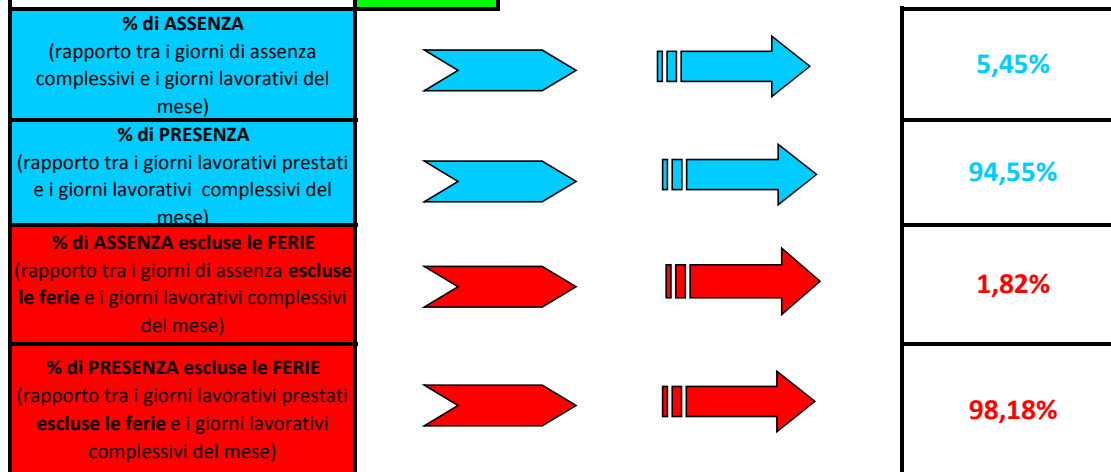 % di ASSENZA
(rapporto tra i giorni di assenza
complessivi e i giorni lavorativi del
mese)
5,45%
% di PRESENZA
(rapporto tra i giorni lavorativi prestati
e i giorni lavorativi complessivi del
mese)
94,55%
% di ASSENZA escluse le FERIE
(rapporto tra i giorni di assenza escluse
le ferie e i giorni lavorativi complessivi
del mese)
1,82%
% di PRESENZA escluse le FERIE
(rapporto tra i giorni lavorativi prestati
escluse le ferie e i giorni lavorativi
complessivi del mese)
98,18%